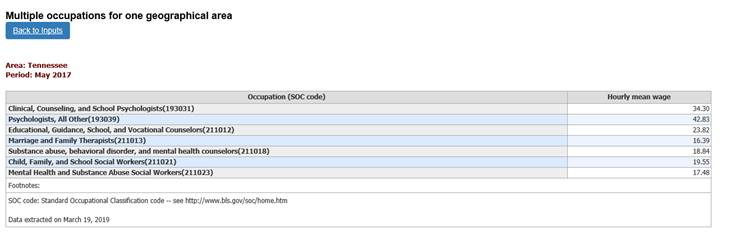 Multiple occupations for one geographical area
Back to Inputs
Area: Tennessee
Period: May 2017
Occupation (SOC code) Hourly mean wage
Clinical, Counseling, and School Psychologists(193031) 34.30
Psychologists, All Other(193039) 42.83
Educational, Guidance, School, and Vocational Counselors(211012) 23.82
Marriage and Family Therapists(211013) 16.39
Substance abuse, behavioral disorder, and mental health counselors(211018) 18.84
Child, Family, and School Social Workers(211021) 19.55
Mental Health and Substance Abuse Social Workers(211023) 17.48
Footnotes:
SOC code: Standard Occupational Classification code -- see http://www.bls.gov/soc/home.htm
Data extracted on March 19, 2019